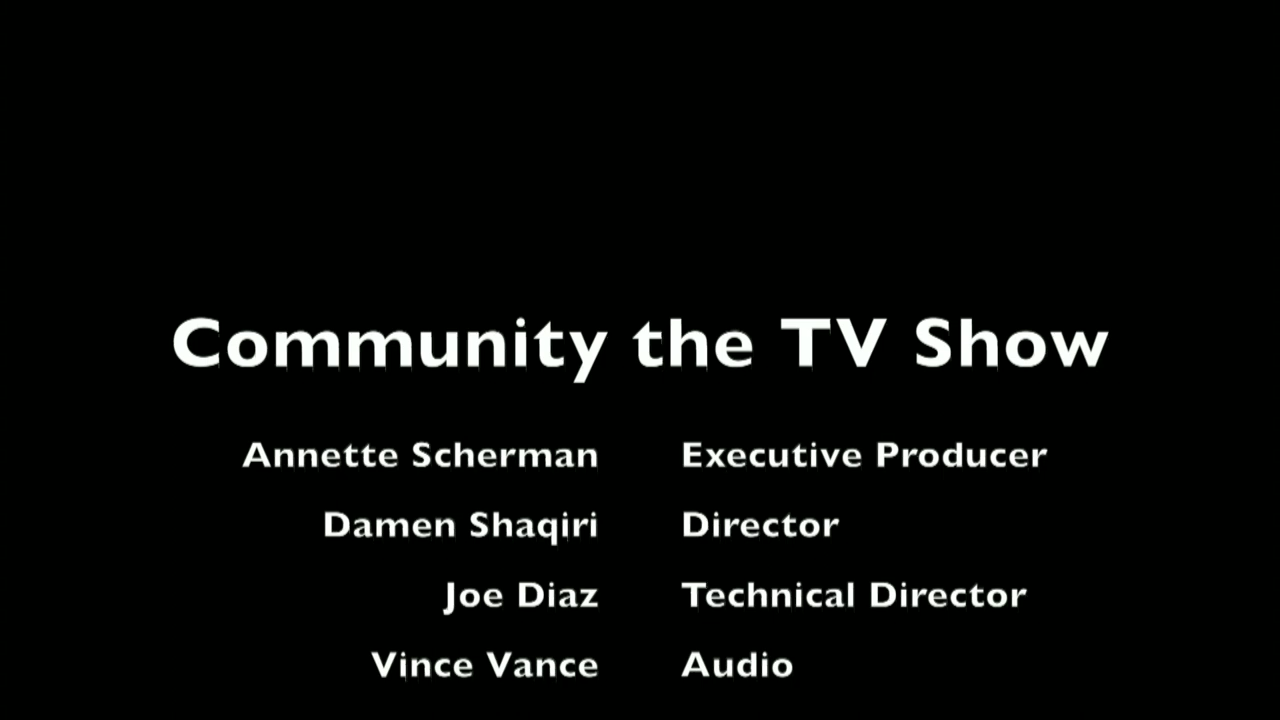 Community the TV Show
Annette Scherman Executive Producer
Damen Shaqiri Director
Joe Diaz Technical Director
Vince Vance Audio